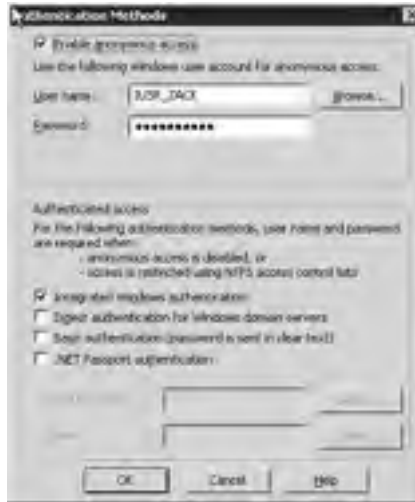 Authentication Methods
Enable anonymous access
Use the following Windows user account for anonymous access:
User name:
IUSR_JACK
Browse...
Password:
••••••••••
Authenticated access
For the following authentication methods, user name and password
are required when:
- anonymous access is disabled, or
- access is restricted using NTFS access control lists
Integrated Windows authentication
Digest authentication for Windows domain servers
Basic authentication (password is sent in clear text)
.NET Passport authentication
OK
Cancel
Help